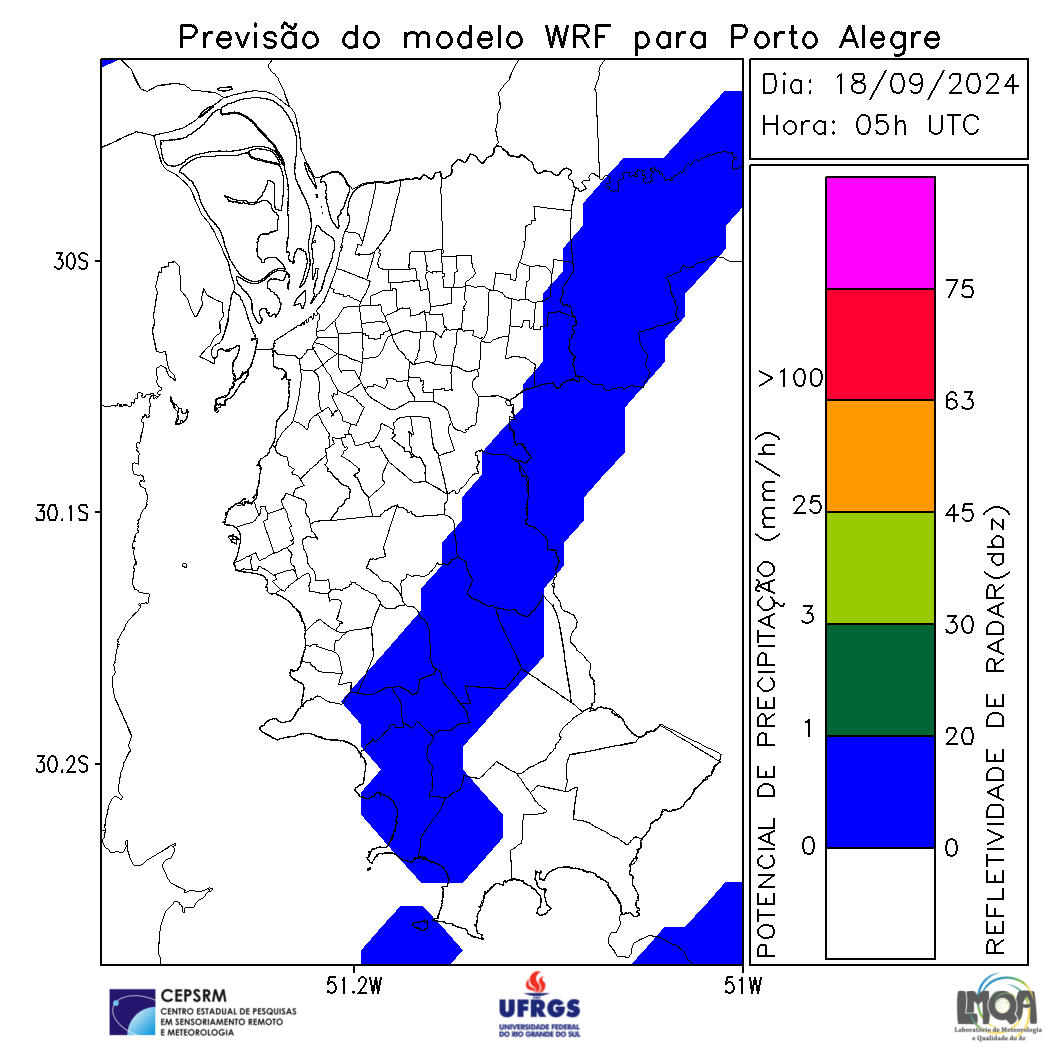 Previsão do modelo WRF para Porto Alegre
Dia: 18/09/2024
Hora: 05h UTC
30S
30.1S
30.2S
51.2W
51W
POTENCIAL DE PRECIPITAÇÃO (mm/h)
>100
25
3
1
0
75
63
45
30
20
0
REFLETIVIDADE DE RADAR(dbz)
CEPSRM
CENTRO ESTADUAL DE PESQUISAS
EM SENSORIAMENTO REMOTO
E METEOROLOGIA
UFRGS
UNIVERSIDADE FEDERAL
DO RIO GRANDE DO SUL
LMQA
Laboratório de Meteorologia
e Qualidade do Ar